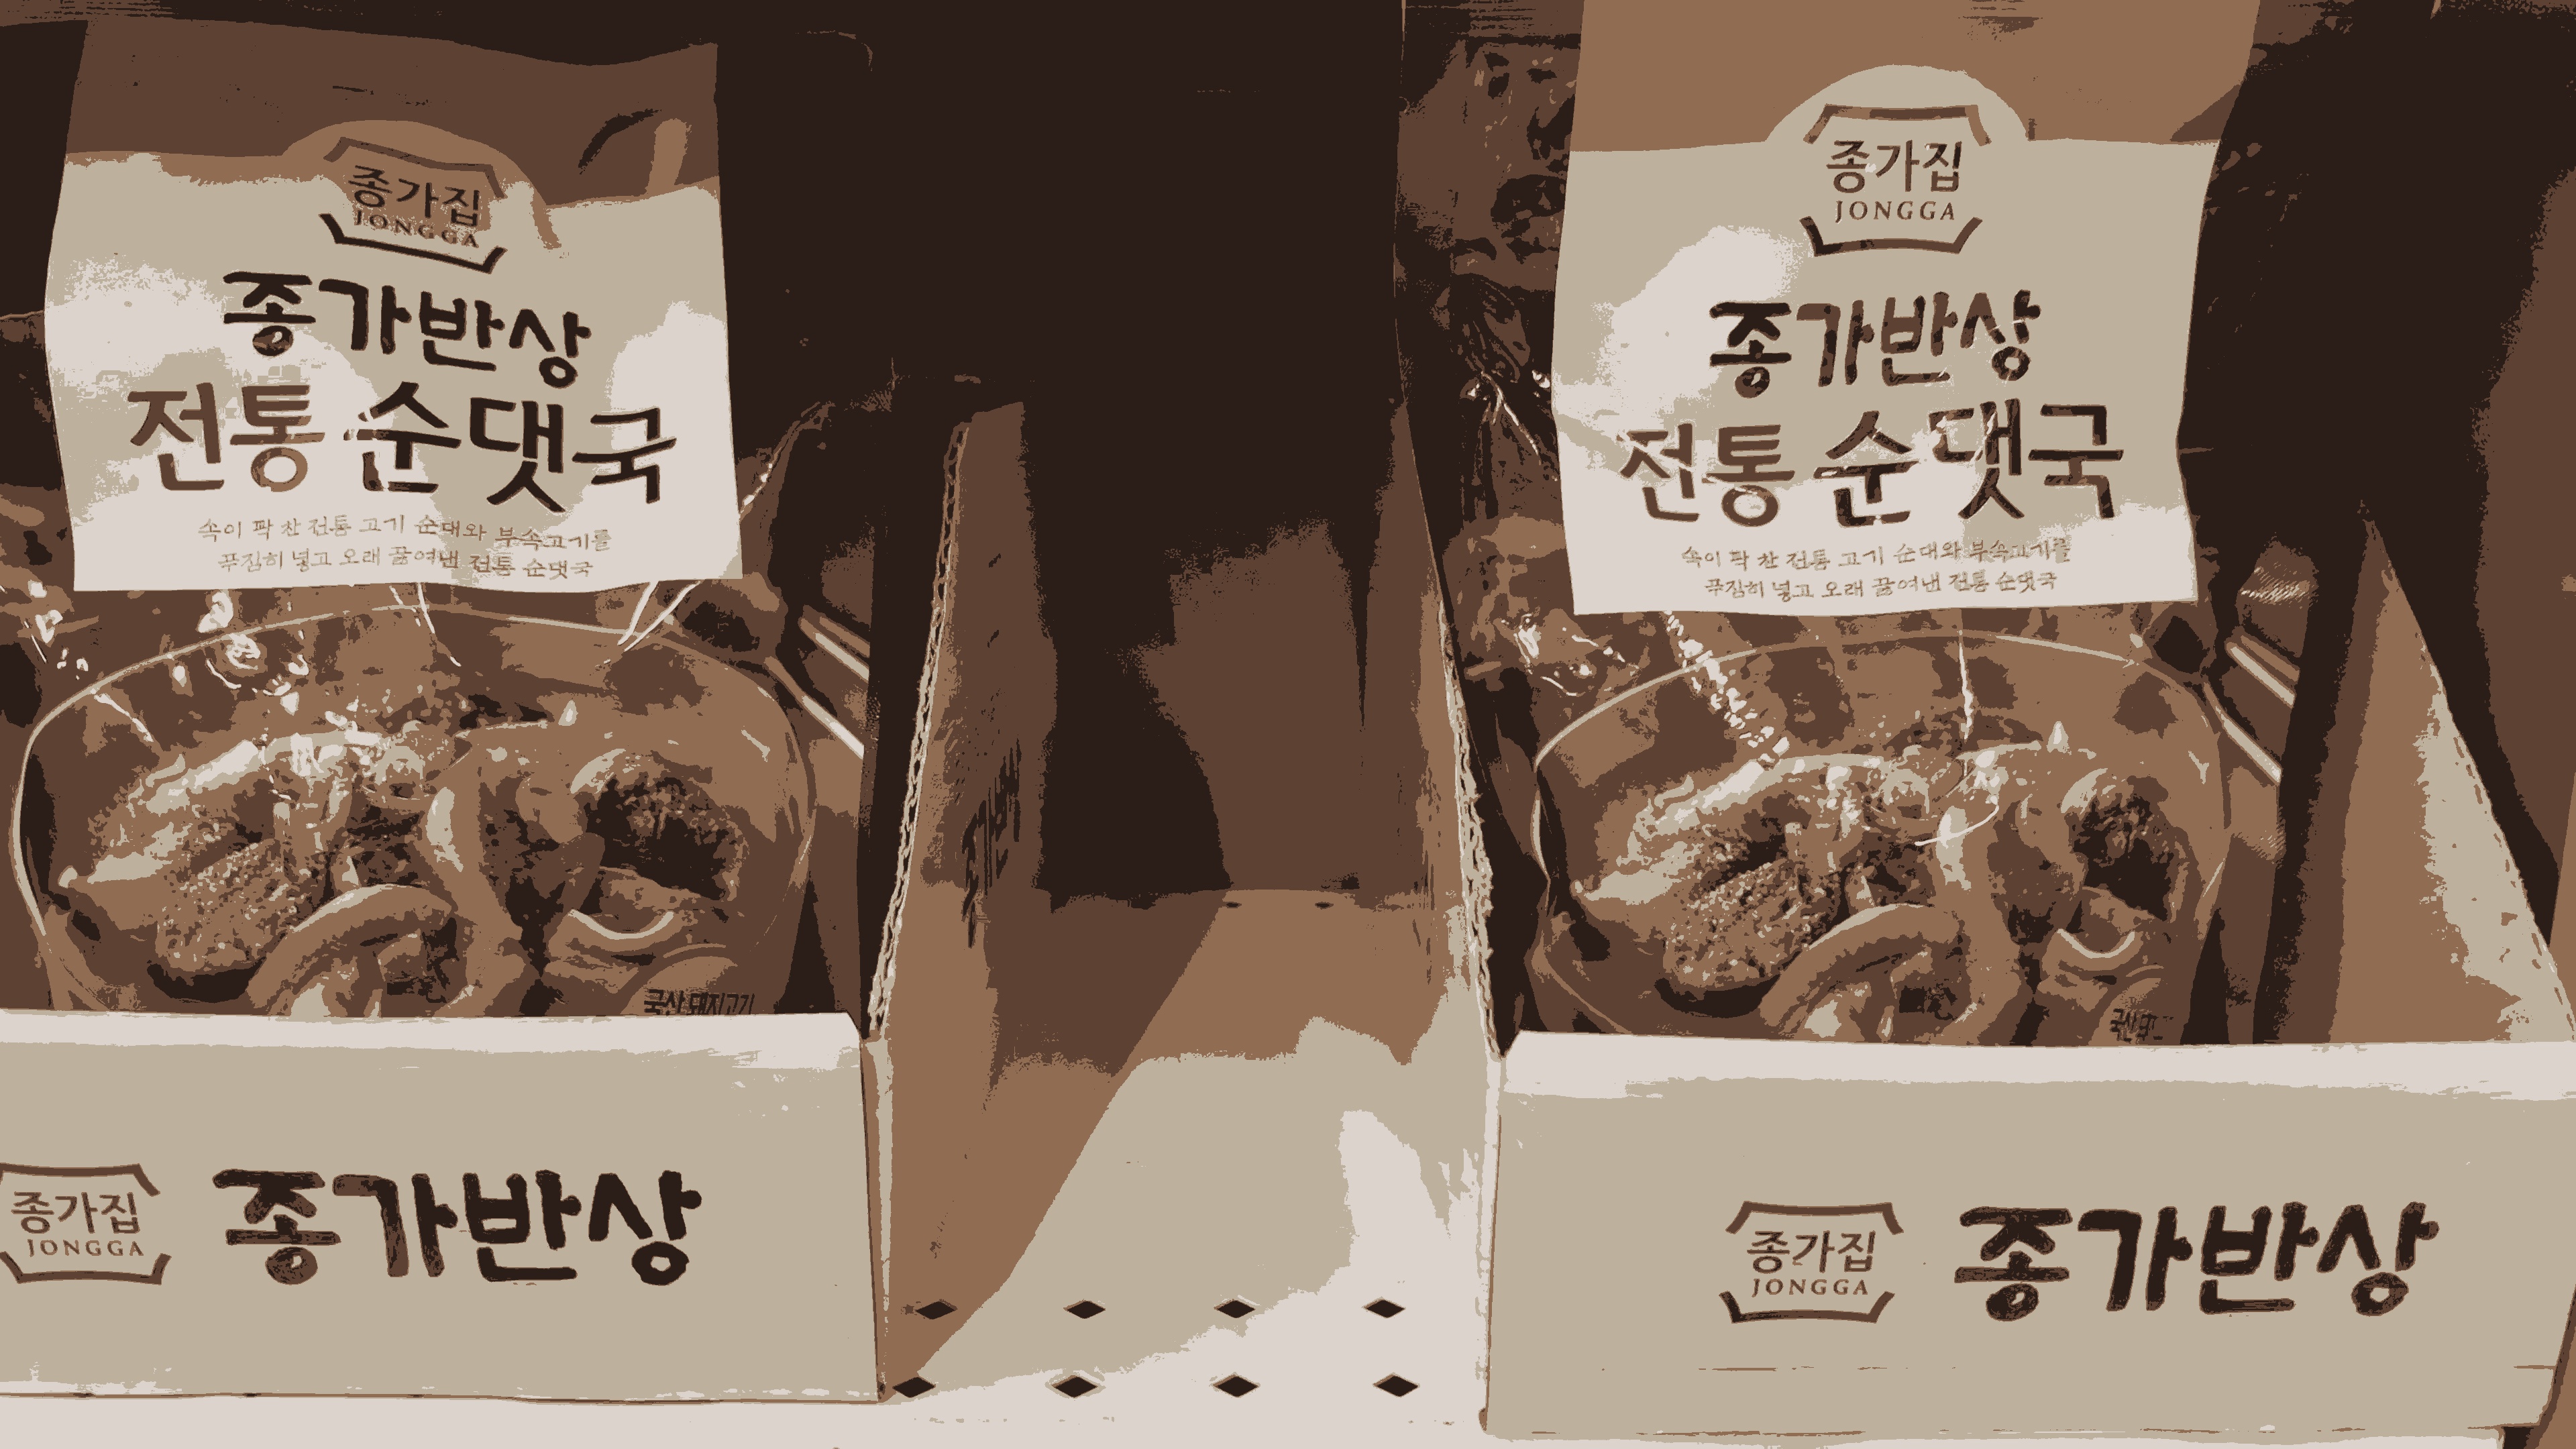 종가집
JONGGA
종가반상
전통 순댓국
속이 꽉 찬 전통 고기 순대와 부속고기를
푸짐히 넣고 오래 끓여낸 전통 순댓국
국산 돼지고기
종가집
JONGGA
종가반상
종가집
JONGGA
종가반상
전통 순댓국
속이 꽉 찬 전통 고기 순대와 부속고기를
푸짐히 넣고 오래 끓여낸 전통 순댓국
국산
종가집
JONGGA
종가반상